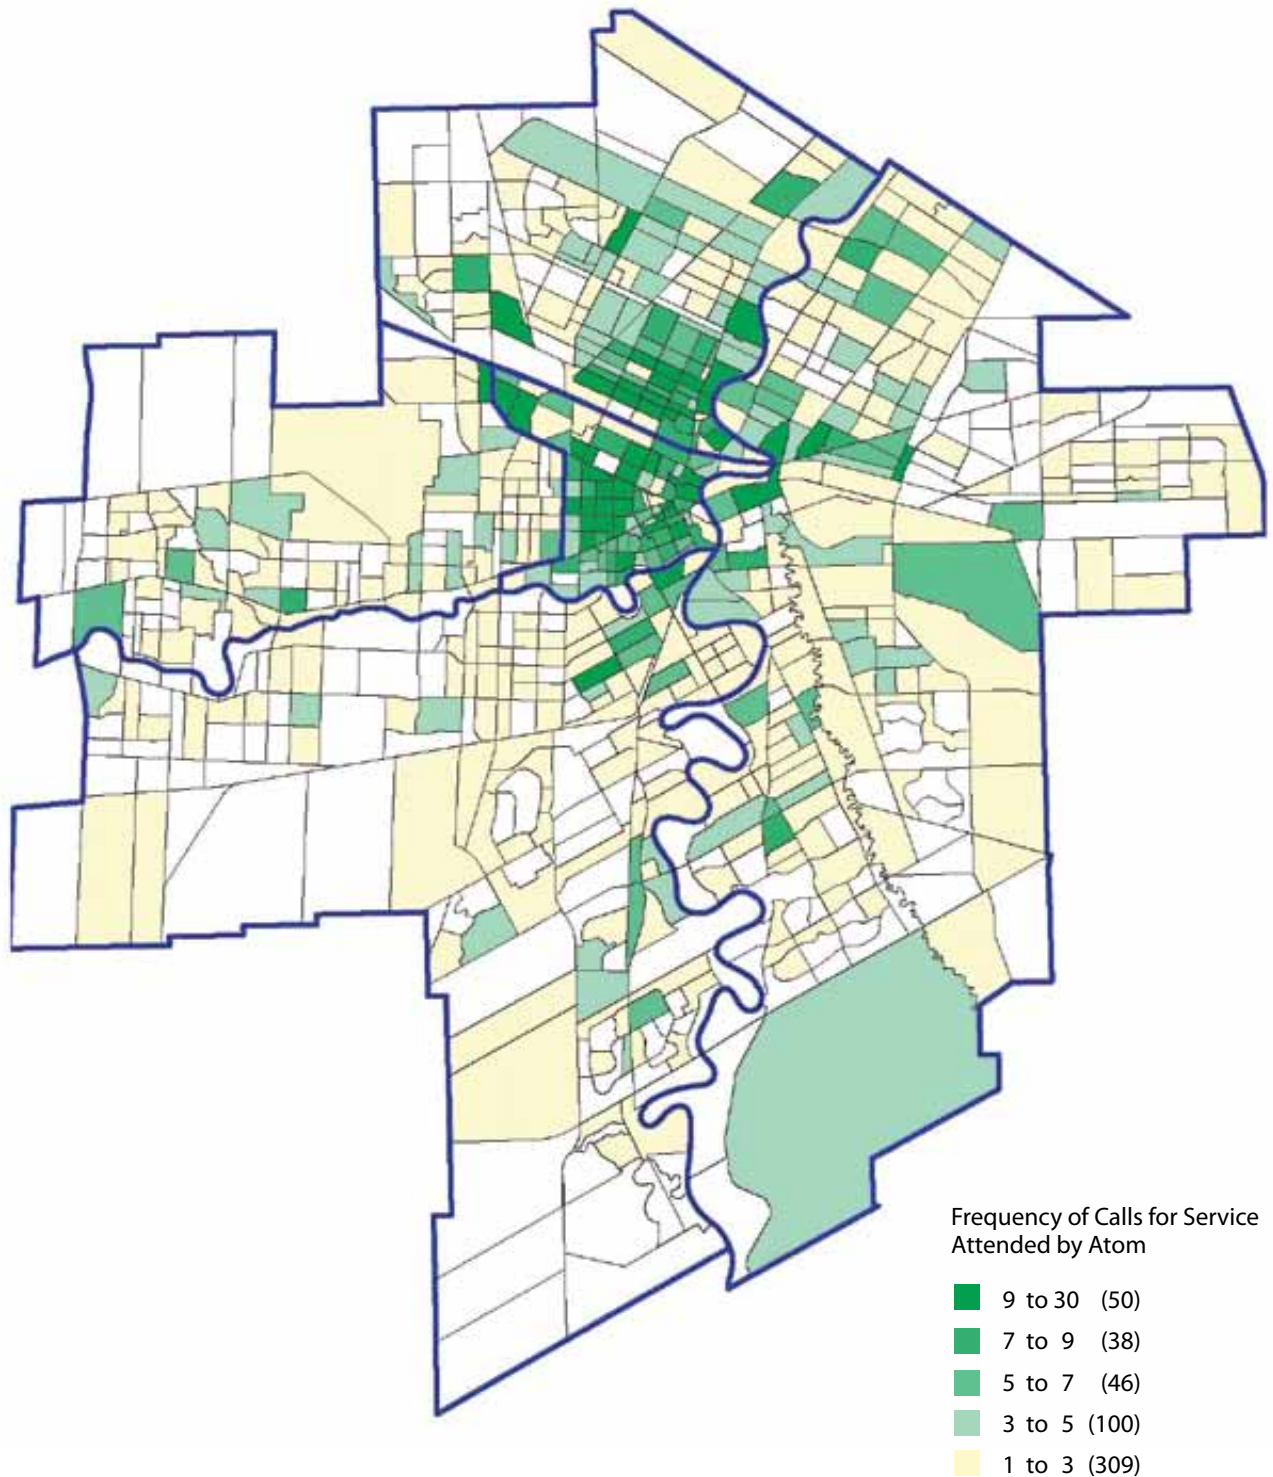 Frequency of Calls for Service
Attended by Atom
9 to 30 (50)
7 to 9 (38)
5 to 7 (46)
3 to 5 (100)
1 to 3 (309)